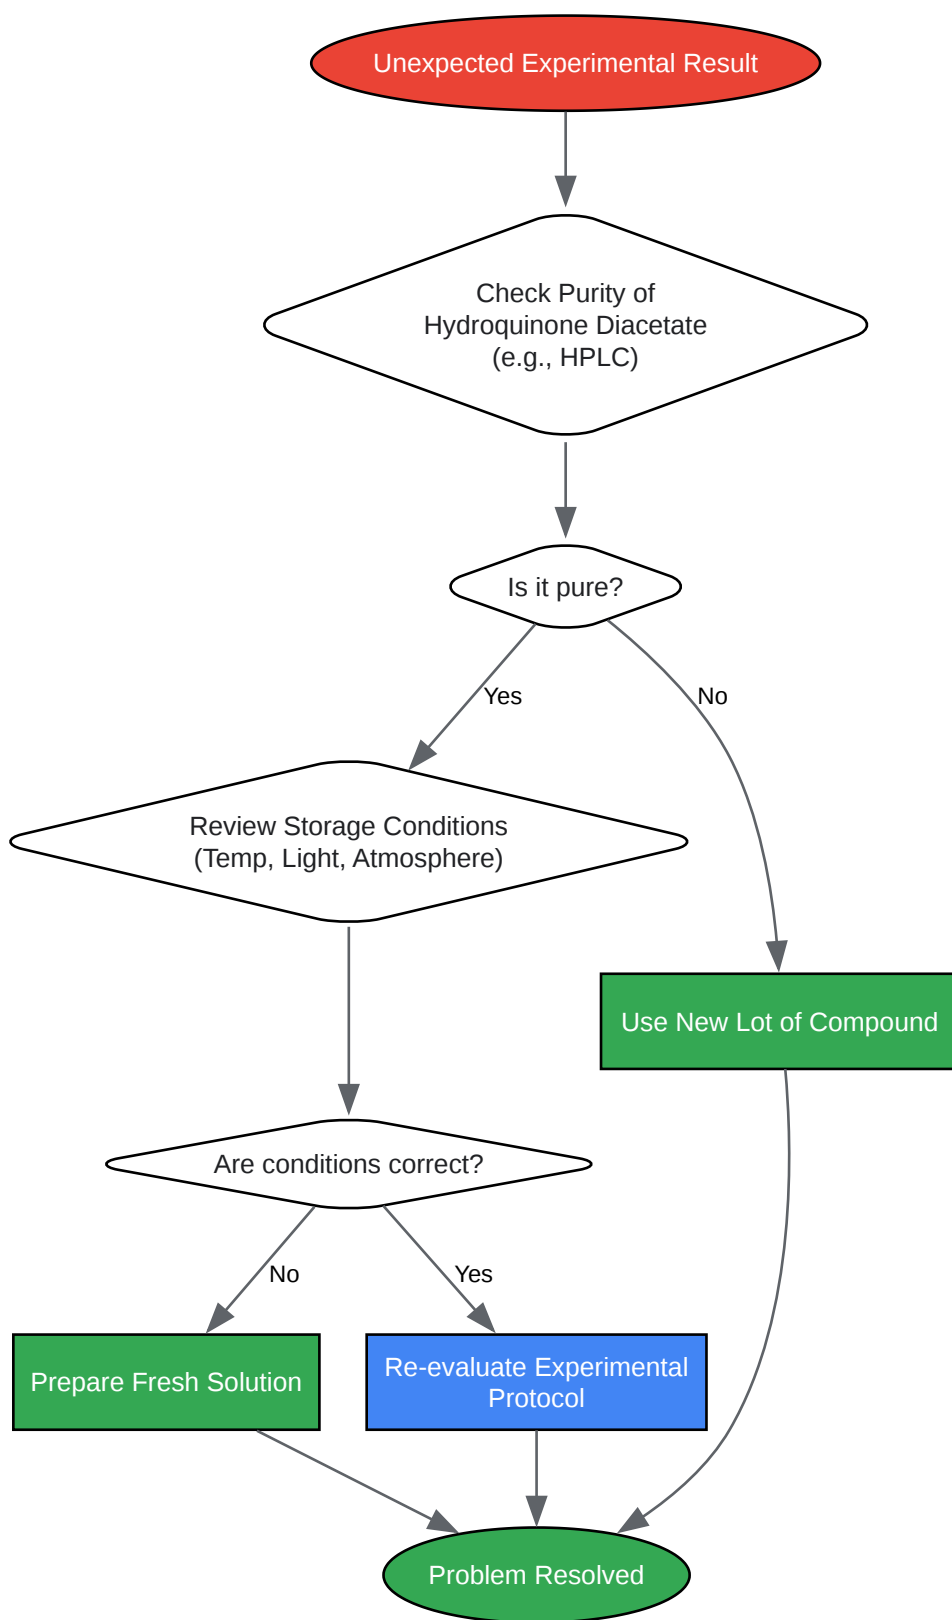 Unexpected Experimental Result
Check Purity of
Hydroquinone Diacetate
(e.g., HPLC)
Is it pure?
Yes
No
Review Storage Conditions
(Temp, Light, Atmosphere)
Use New Lot of Compound
Are conditions correct?
No
Yes
Prepare Fresh Solution
Re-evaluate Experimental
Protocol
Problem Resolved